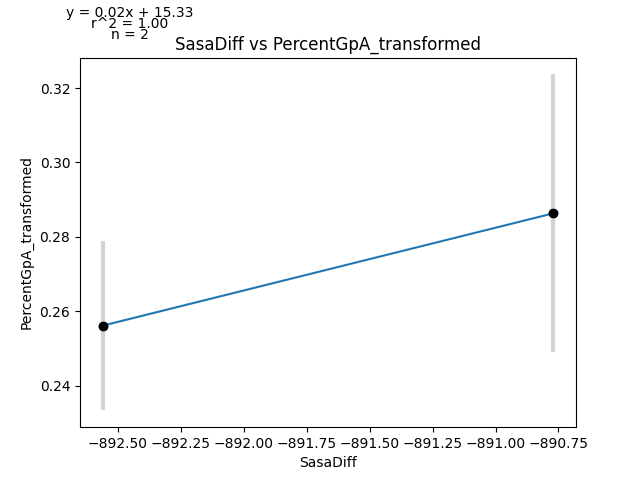 y = 0.02x + 15.33
r^2 = 1.00
n = 2
SasaDiff vs PercentGpA_transformed
PercentGpA_transformed
0.32
0.30
0.28
0.26
0.24
−892.50 −892.25 −892.00 −891.75 −891.50 −891.25 −891.00 −890.75
SasaDiff